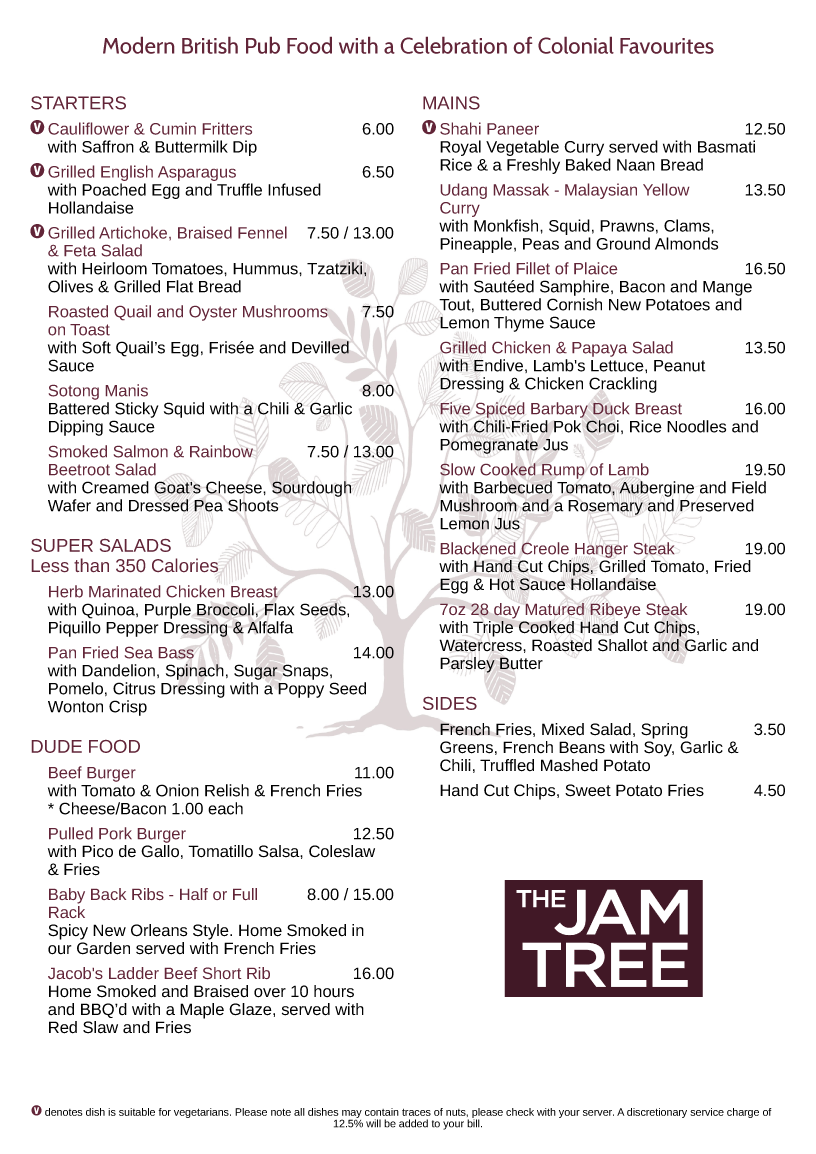 Modern British Pub Food with a Celebration of Colonial Favourites
STARTERS
V Cauliflower & Cumin Fritters 6.00
with Saffron & Buttermilk Dip
V Grilled English Asparagus 6.50
with Poached Egg and Truffle Infused
Hollandaise
V Grilled Artichoke, Braised Fennel 7.50 / 13.00
& Feta Salad
with Heirloom Tomatoes, Hummus, Tzatziki,
Olives & Grilled Flat Bread
Roasted Quail and Oyster Mushrooms 7.50
on Toast
with Soft Quail’s Egg, Frisée and Devilled
Sauce
Sotong Manis 8.00
Battered Sticky Squid with a Chili & Garlic
Dipping Sauce
Smoked Salmon & Rainbow 7.50 / 13.00
Beetroot Salad
with Creamed Goat's Cheese, Sourdough
Wafer and Dressed Pea Shoots
SUPER SALADS
Less than 350 Calories
Herb Marinated Chicken Breast 13.00
with Quinoa, Purple Broccoli, Flax Seeds,
Piquillo Pepper Dressing & Alfalfa
Pan Fried Sea Bass 14.00
with Dandelion, Spinach, Sugar Snaps,
Pomelo, Citrus Dressing with a Poppy Seed
Wonton Crisp
DUDE FOOD
Beef Burger 11.00
with Tomato & Onion Relish & French Fries
* Cheese/Bacon 1.00 each
Pulled Pork Burger 12.50
with Pico de Gallo, Tomatillo Salsa, Coleslaw
& Fries
Baby Back Ribs - Half or Full 8.00 / 15.00
Rack
Spicy New Orleans Style. Home Smoked in
our Garden served with French Fries
Jacob's Ladder Beef Short Rib 16.00
Home Smoked and Braised over 10 hours
and BBQ’d with a Maple Glaze, served with
Red Slaw and Fries
MAINS
V Shahi Paneer 12.50
Royal Vegetable Curry served with Basmati
Rice & a Freshly Baked Naan Bread
Udang Massak - Malaysian Yellow 13.50
Curry
with Monkfish, Squid, Prawns, Clams,
Pineapple, Peas and Ground Almonds
Pan Fried Fillet of Plaice 16.50
with Sautéed Samphire, Bacon and Mange
Tout, Buttered Cornish New Potatoes and
Lemon Thyme Sauce
Grilled Chicken & Papaya Salad 13.50
with Endive, Lamb's Lettuce, Peanut
Dressing & Chicken Crackling
Five Spiced Barbary Duck Breast 16.00
with Chili-Fried Pok Choi, Rice Noodles and
Pomegranate Jus
Slow Cooked Rump of Lamb 19.50
with Barbecued Tomato, Aubergine and Field
Mushroom and a Rosemary and Preserved
Lemon Jus
Blackened Creole Hanger Steak 19.00
with Hand Cut Chips, Grilled Tomato, Fried
Egg & Hot Sauce Hollandaise
7oz 28 day Matured Ribeye Steak 19.00
with Triple Cooked Hand Cut Chips,
Watercress, Roasted Shallot and Garlic and
Parsley Butter
SIDES
French Fries, Mixed Salad, Spring 3.50
Greens, French Beans with Soy, Garlic &
Chili, Truffled Mashed Potato
Hand Cut Chips, Sweet Potato Fries 4.50
THE JAM
TREE
V denotes dish is suitable for vegetarians. Please note all dishes may contain traces of nuts, please check with your server. A discretionary service charge of
12.5% will be added to your bill.